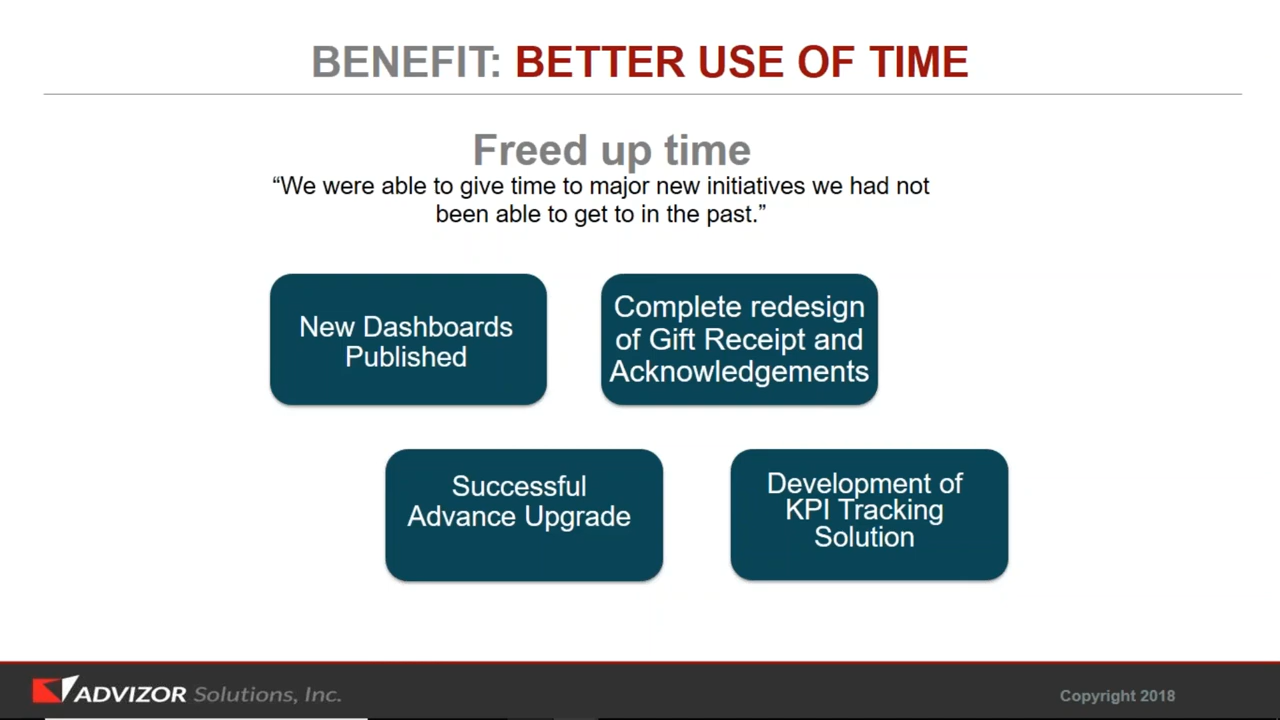 BENEFIT: BETTER USE OF TIME
Freed up time
“We were able to give time to major new initiatives we had not
been able to get to in the past.”
New Dashboards
Published
Complete redesign
of Gift Receipt and
Acknowledgements
Successful
Advance Upgrade
Development of
KPI Tracking
Solution
ADVIZOR Solutions, Inc.
Copyright 2018